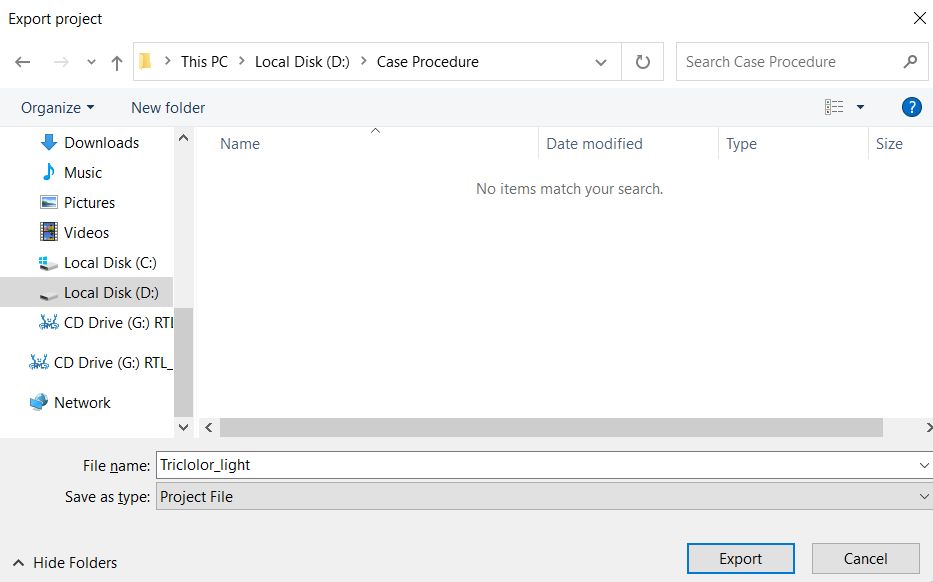 Export project
This PC Local Disk (D:) Case Procedure
Search Case Procedure
Organize New folder
?
Downloads
Music
Pictures
Videos
Local Disk (C:)
Local Disk (D:)
CD Drive (G:) RTL
CD Drive (G:) RTL_
Network
Name Date modified Type Size
No items match your search.
File name: Triclolor_light
Save as type: Project File
Hide Folders
Export Cancel